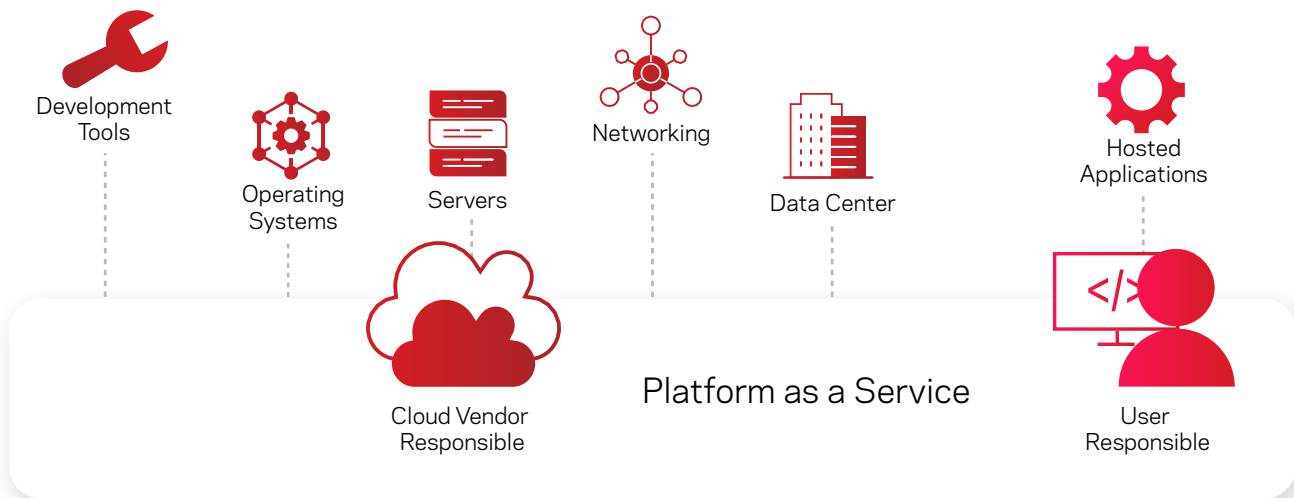 Development
Tools
Operating
Systems
Servers
Networking
Data Center
Hosted
Applications
</>
Cloud Vendor
Responsible
Platform as a Service
User
Responsible